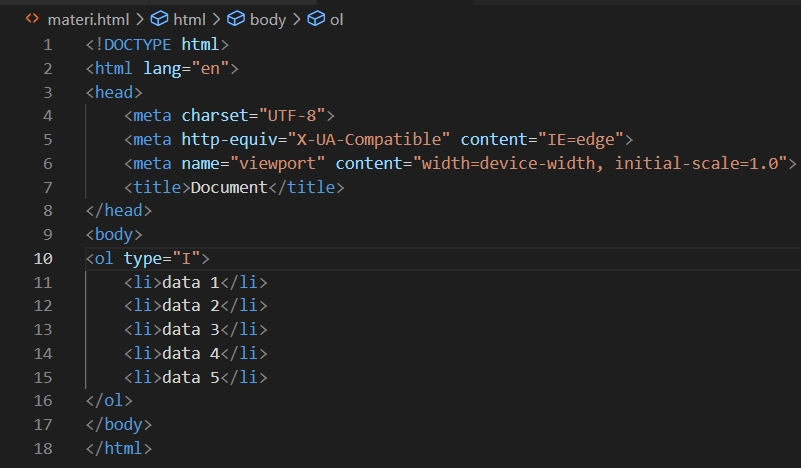 materi.html > html > body > ol
1 <!DOCTYPE html>
2 <html lang="en">
3 <head>
4     <meta charset="UTF-8">
5     <meta http-equiv="X-UA-Compatible" content="IE=edge">
6     <meta name="viewport" content="width=device-width, initial-scale=1.0">
7     <title>Document</title>
8 </head>
9 <body>
10 <ol type="I">
11     <li>data 1</li>
12     <li>data 2</li>
13     <li>data 3</li>
14     <li>data 4</li>
15     <li>data 5</li>
16 </ol>
17 </body>
18 </html>